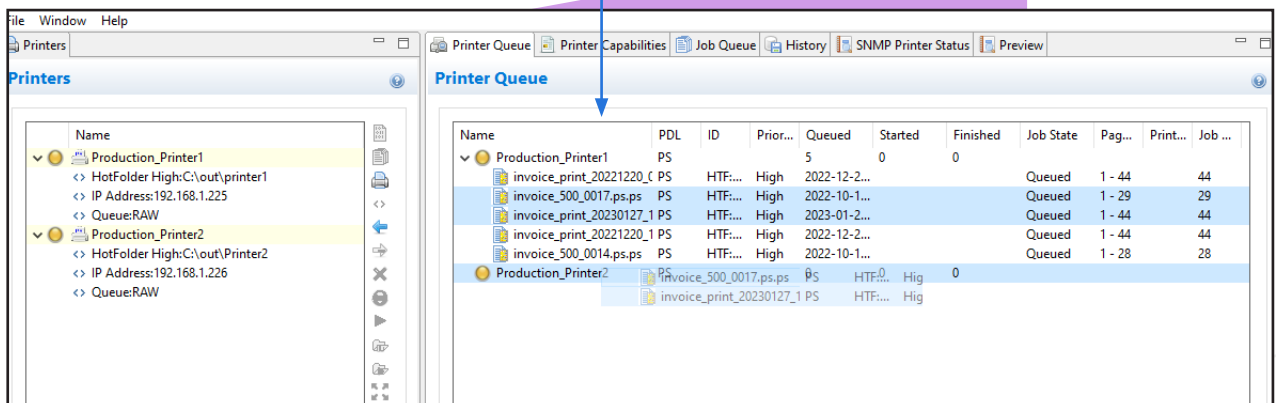 File Window Help
Printers
Printers
Name
Production_Printer1
<> HotFolder High:C:\out\printer1
<> IP Address:192.168.1.225
<> Queue:RAW
Production_Printer2
<> HotFolder High:C:\out\Printer2
<> IP Address:192.168.1.226
<> Queue:RAW
Printer Queue Printer Capabilities Job Queue History SNMP Printer Status Preview
Printer Queue
Name PDL ID Prior... Queued Started Finished Job State Pag... Print... Job ...
Production_Printer1 PS 5 0 0
invoice_print_20221220_0 PS HTF:... High 2022-12-2... Queued 1 - 44 44
invoice_500_0017.ps.ps PS HTF:... High 2022-10-1... Queued 1 - 29 29
invoice_print_20230127_1 PS HTF:... High 2023-01-2... Queued 1 - 44 44
invoice_print_20221220_1 PS HTF:... High 2022-12-2... Queued 1 - 44 44
invoice_500_0014.ps.ps PS HTF:... High 2022-10-1... Queued 1 - 28 28
Production_Printer2 PS 0 0 0
invoice_500_0017.ps.ps PS HTF:... Hig
invoice_print_20230127_1 PS HTF:... Hig